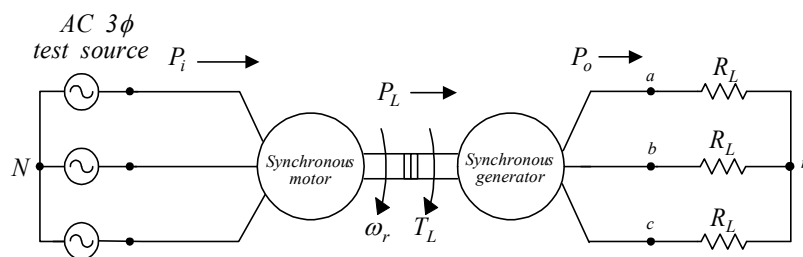 AC 3ϕ
test source
P_i
P_L
P_o
a
R_L
N
Synchronous
motor
Synchronous
generator
b
R_L
ω_r
T_L
c
R_L